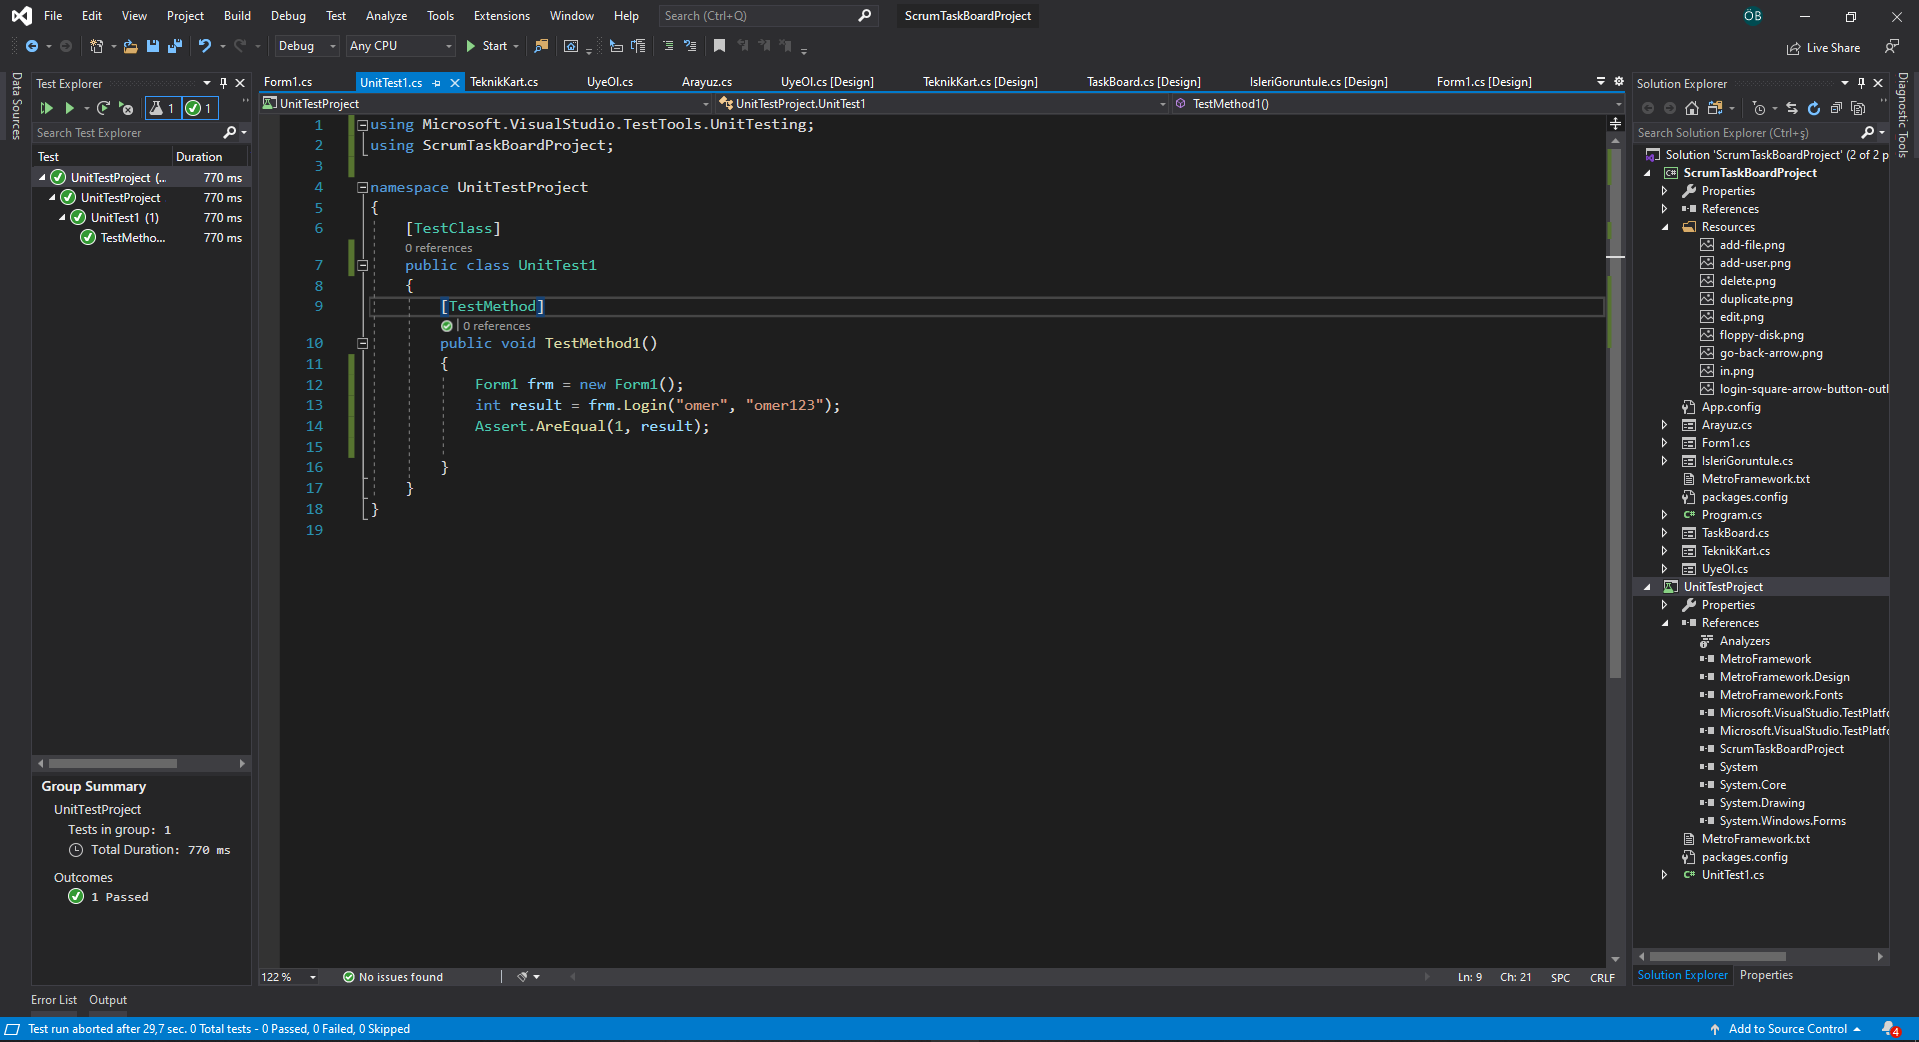 File Edit View Project Build Debug Test Analyze Tools Extensions Window Help Search (Ctrl+Q) ScrumTaskBoardProject ÖB
Debug Any CPU Start Live Share
Data Sources
Test Explorer
1 1
Search Test Explorer
Test Duration
UnitTestProject (... 770 ms
UnitTestProject 770 ms
UnitTest1 (1) 770 ms
TestMetho... 770 ms
Group Summary
UnitTestProject
Tests in group: 1
Total Duration: 770 ms
Outcomes
1 Passed
Form1.cs UnitTest1.cs TeknikKart.cs UyeOl.cs Arayuz.cs UyeOl.cs [Design] TeknikKart.cs [Design] TaskBoard.cs [Design] IsleriGoruntule.cs [Design] Form1.cs [Design]
UnitTestProject UnitTestProject.UnitTest1 TestMethod1()
1 using Microsoft.VisualStudio.TestTools.UnitTesting;
2 using ScrumTaskBoardProject;
3
4 namespace UnitTestProject
5 {
6 [TestClass]
0 references
7 public class UnitTest1
8 {
9 [TestMethod]
| 0 references
10 public void TestMethod1()
11 {
12 Form1 frm = new Form1();
13 int result = frm.Login("omer", "omer123");
14 Assert.AreEqual(1, result);
15
16 }
17 }
18 }
19
122 % No issues found Ln: 9 Ch: 21 SPC CRLF
Solution Explorer
Search Solution Explorer (Ctrl+ş)
Solution 'ScrumTaskBoardProject' (2 of 2 p
ScrumTaskBoardProject
Properties
References
Resources
add-file.png
add-user.png
delete.png
duplicate.png
edit.png
floppy-disk.png
go-back-arrow.png
in.png
login-square-arrow-button-outl
App.config
Arayuz.cs
Form1.cs
IsleriGoruntule.cs
MetroFramework.txt
packages.config
Program.cs
TaskBoard.cs
TeknikKart.cs
UyeOl.cs
UnitTestProject
Properties
References
Analyzers
MetroFramework
MetroFramework.Design
MetroFramework.Fonts
Microsoft.VisualStudio.TestPlatfo
Microsoft.VisualStudio.TestPlatfo
ScrumTaskBoardProject
System
System.Core
System.Drawing
System.Windows.Forms
MetroFramework.txt
packages.config
UnitTest1.cs
Solution Explorer Properties
Diagnostic Tools
Error List Output
Test run aborted after 29,7 sec. 0 Total tests - 0 Passed, 0 Failed, 0 Skipped Add to Source Control 4